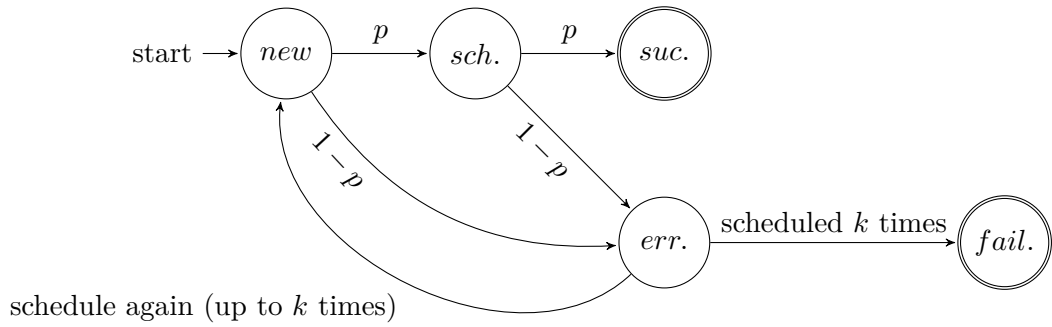 start
new
p
sch.
p
suc.
1 − p
1 − p
err.
scheduled k times
fail.
schedule again (up to k times)